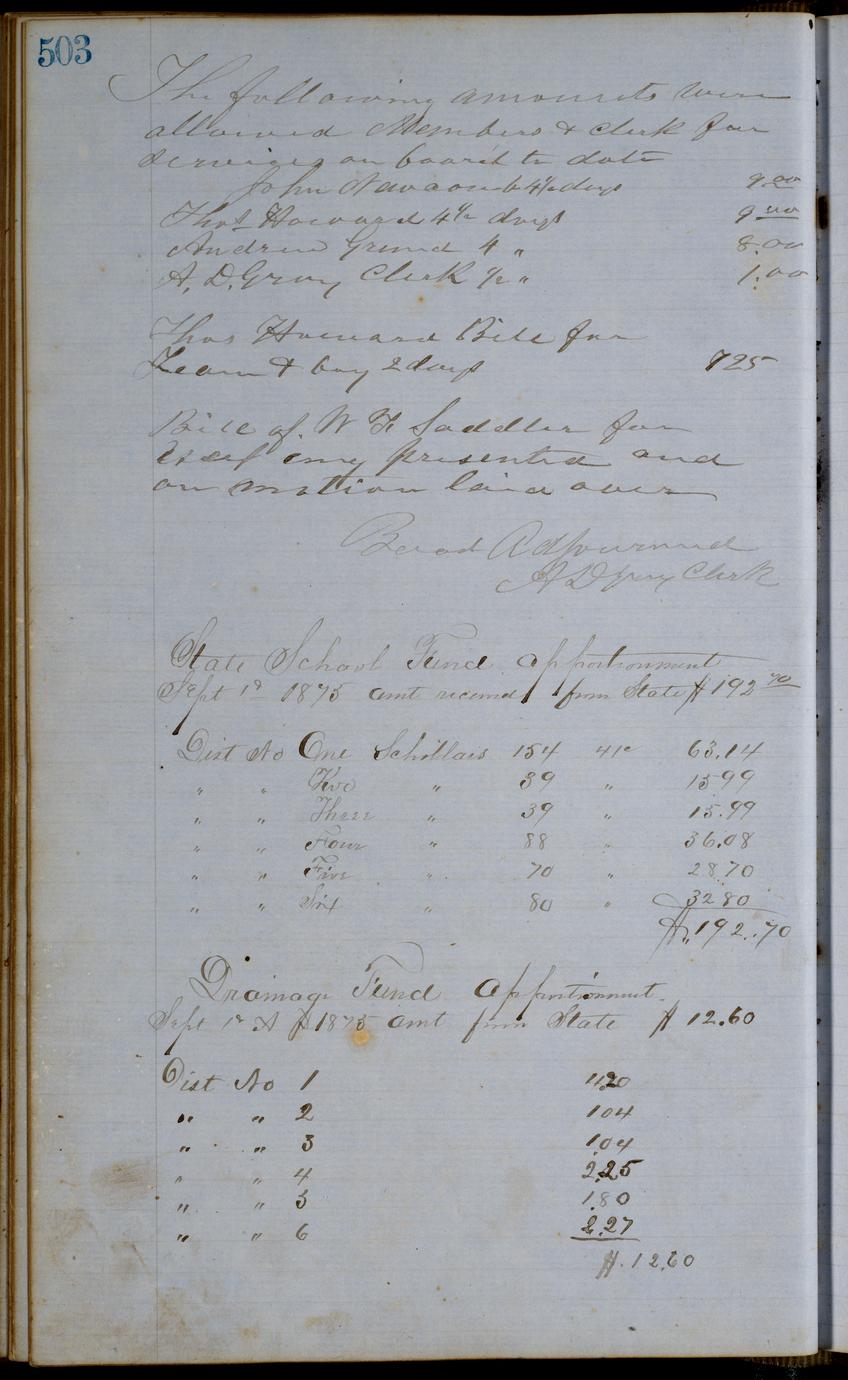 503
The following amounts were
allowed Members & clerk for
services on board to date
John 4½ days 9.00
Thos Howard 4½ days 9.00
Andrew 4 " 8.00
A. D. Gray Clerk ½ " 1.00
Thos Howard Bill for
Team & boy 2 days 7 25
Bill of W Saddler for
presented and
on motion laid over
Board Adjourned
A D Gray Clerk
State School Fund apportionment
Sept 1st 1875 amt received from State $192 70
Dist No One Schollars 154 41c 63.14
" " Two " 39 " 15 99
" " Three " 39 " 15.99
" " Four " 88 " 36.08
" " Five " 70 " 28 70
" " Six " 80 " 32 80
$192.70
Drainage Fund apportionment
Sept 1st A D 1875 amt from State $ 12.60
Dist No 1 4.20
" " 2 1 04
" " 3 1.04
" " 4 2.25
" " 5 1.80
" " 6 2.27
$.12.60